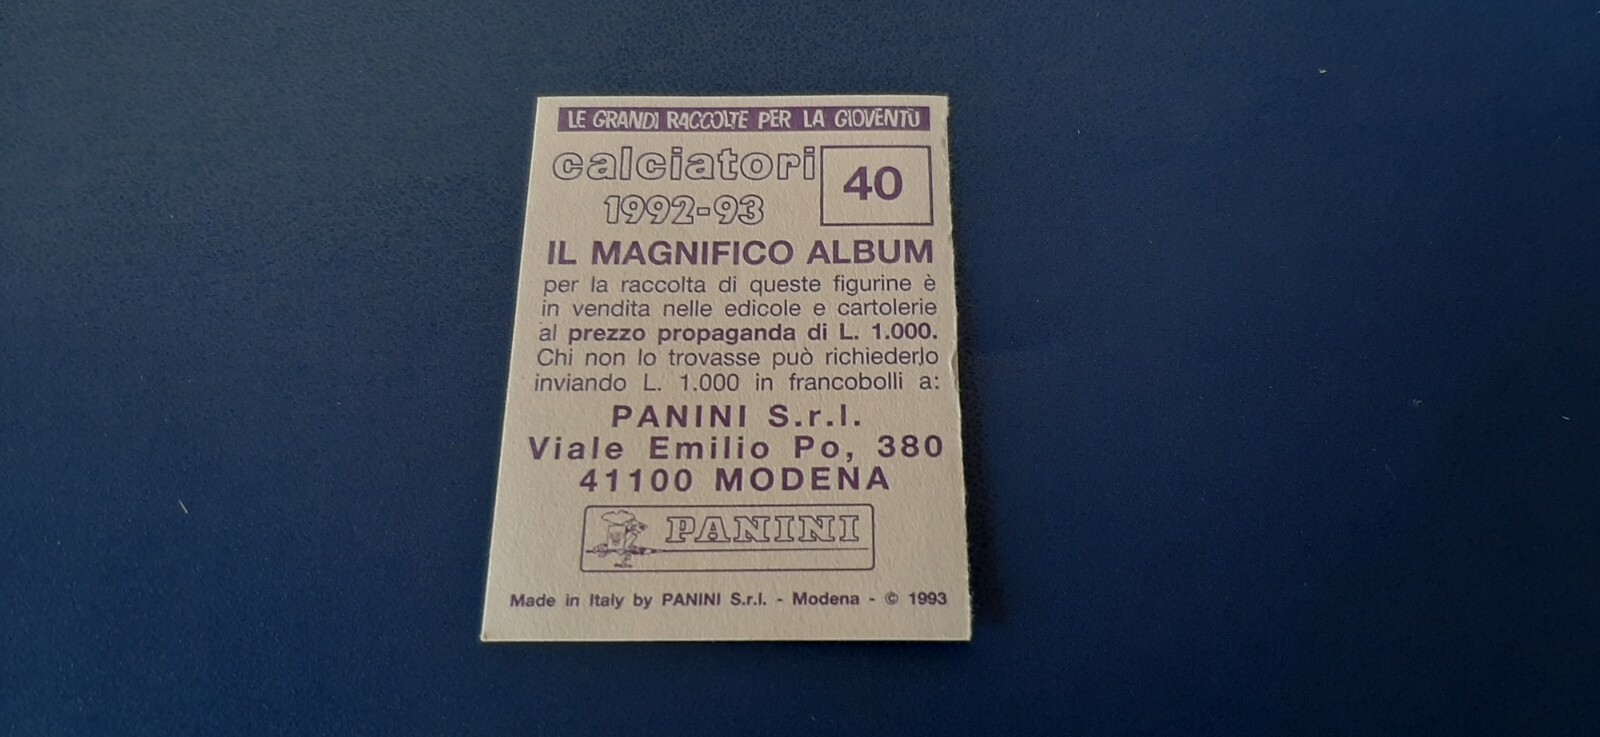 LE GRANDI RACCOLTE PER LA GIOVENTÙ
calciatori
1992-93
40
IL MAGNIFICO ALBUM
per la raccolta di queste figurine è
in vendita nelle edicole e cartolerie
al prezzo propaganda di L. 1.000.
Chi non lo trovasse può richiederlo
inviando L. 1.000 in francobolli a:
PANINI S.r.l.
Viale Emilio Po, 380
41100 MODENA
PANINI
Made in Italy by PANINI S.r.l. - Modena - © 1993